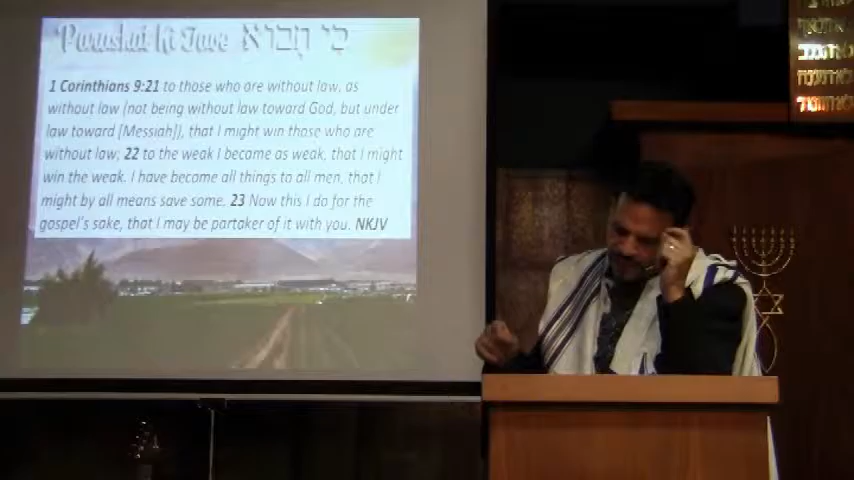 Parashat Ki Tavo כי תבוא
1 Corinthians 9:21 to those who are without law, as
without law (not being without law toward God, but under
law toward [Messiah]), that I might win those who are
without law; 22 to the weak I became as weak, that I might
win the weak. I have become all things to all men, that I
might by all means save some. 23 Now this I do for the
gospel's sake, that I may be partaker of it with you. NKJV